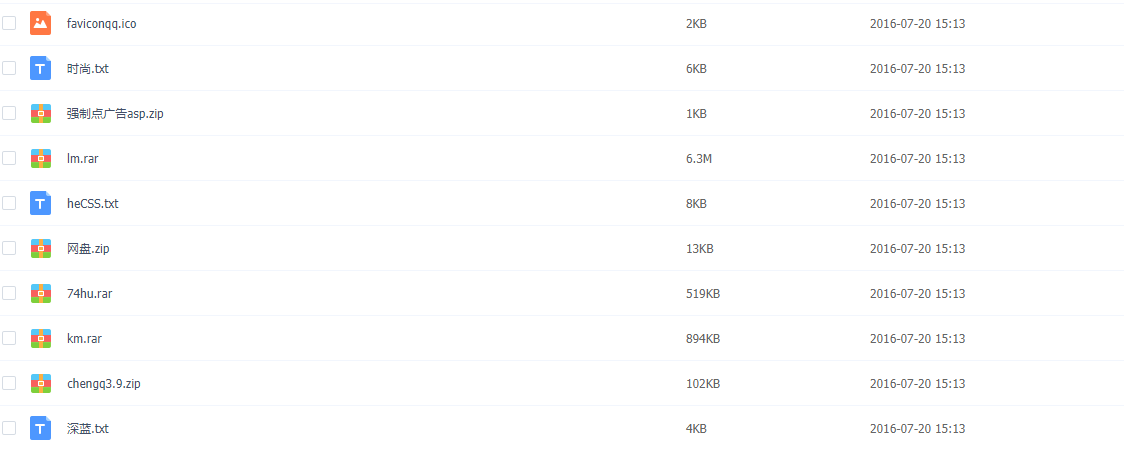 faviconqq.ico 2KB 2016-07-20 15:13
时尚.txt 6KB 2016-07-20 15:13
强制点广告asp.zip 1KB 2016-07-20 15:13
lm.rar 6.3M 2016-07-20 15:13
heCSS.txt 8KB 2016-07-20 15:13
网盘.zip 13KB 2016-07-20 15:13
74hu.rar 519KB 2016-07-20 15:13
km.rar 894KB 2016-07-20 15:13
chengq3.9.zip 102KB 2016-07-20 15:13
深蓝.txt 4KB 2016-07-20 15:13